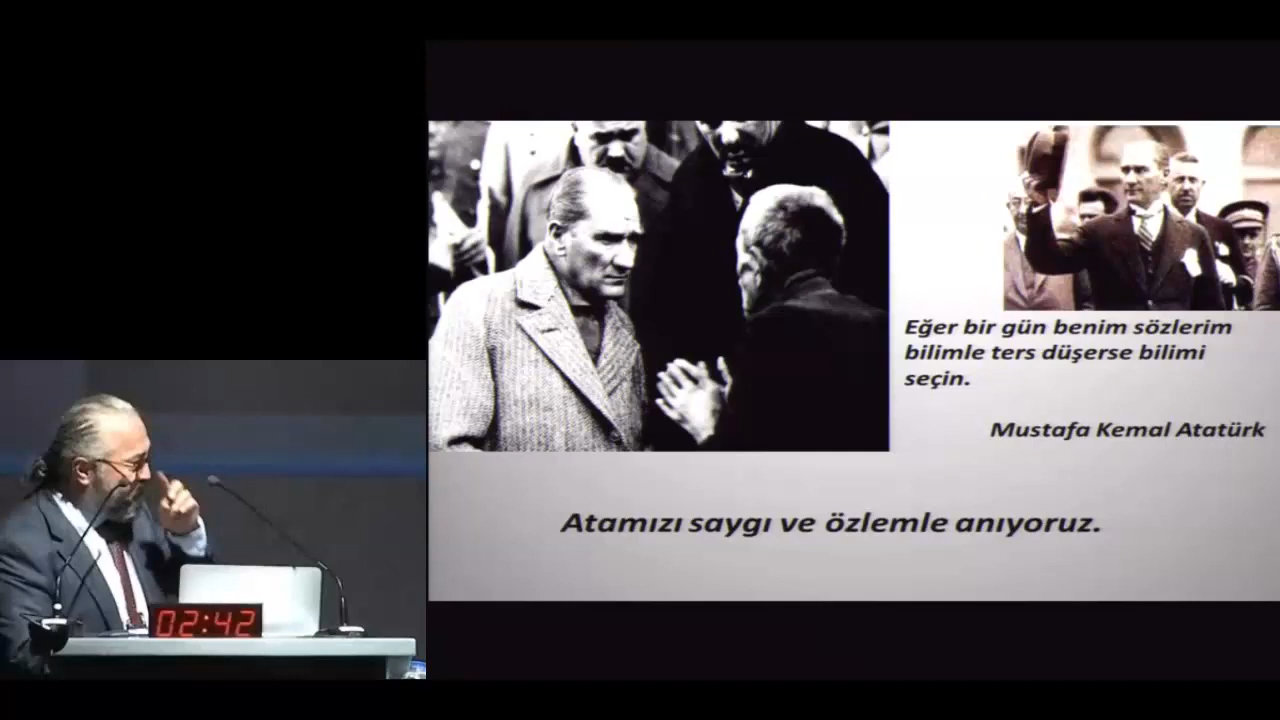 Eğer bir gün benim sözlerim
bilimle ters düşerse bilimi
seçin.
Mustafa Kemal Atatürk
Atamızı saygı ve özlemle anıyoruz.
02:42